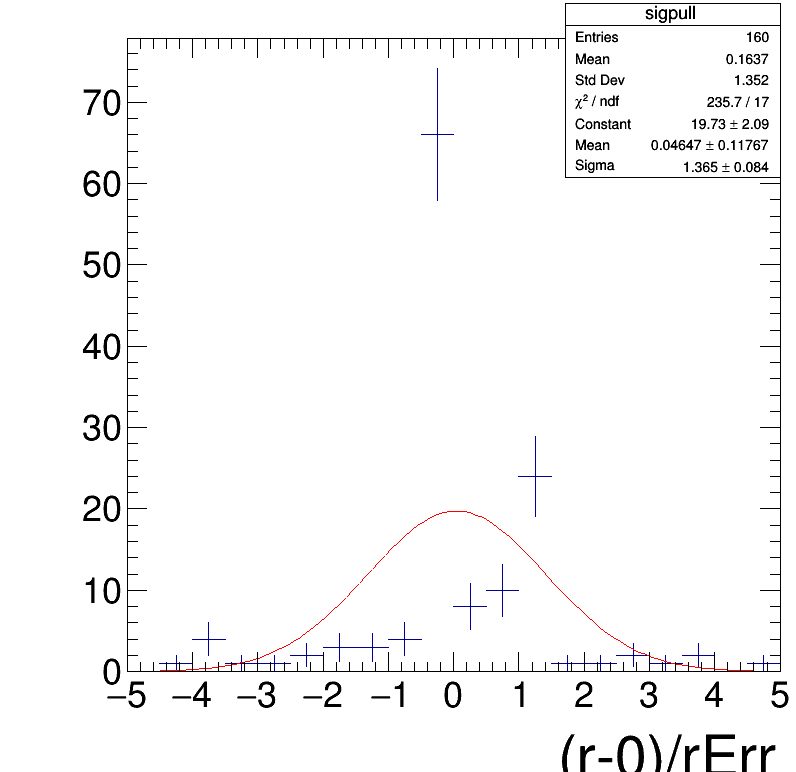 sigpull
Entries 160
Mean 0.1637
Std Dev 1.352
χ² / ndf 235.7 / 17
Constant 19.73 ± 2.09
Mean 0.04647 ± 0.11767
Sigma 1.365 ± 0.084
70
60
50
40
30
20
10
0
−5 −4 −3 −2 −1 0 1 2 3 4 5
(r-0)/rErr